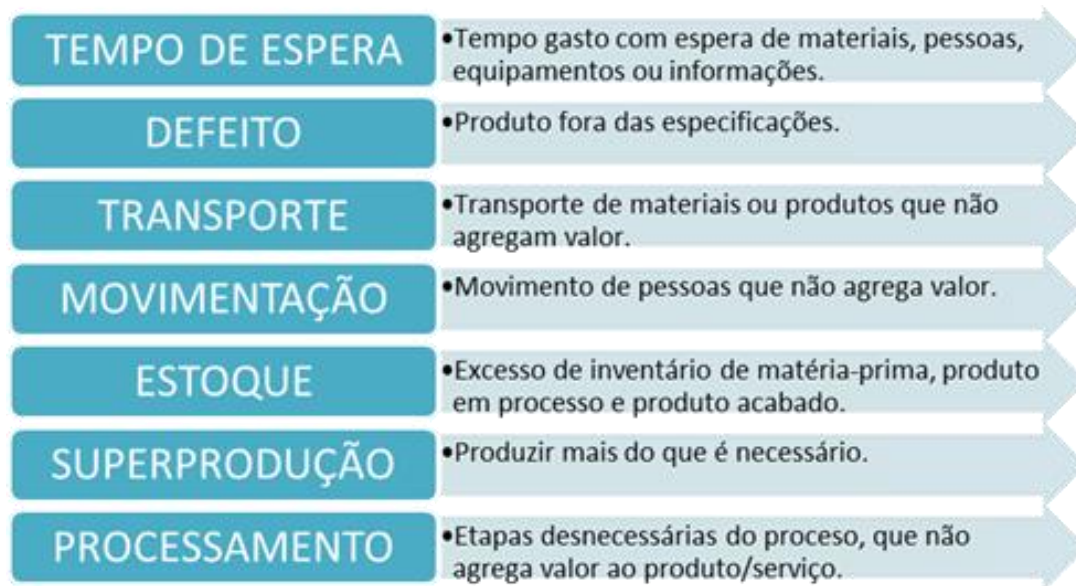 TEMPO DE ESPERA
•Tempo gasto com espera de materiais, pessoas,
equipamentos ou informações.
DEFEITO
•Produto fora das especificações.
TRANSPORTE
•Transporte de materiais ou produtos que não
agregam valor.
MOVIMENTAÇÃO
•Movimento de pessoas que não agrega valor.
ESTOQUE
•Excesso de inventário de matéria-prima, produto
em processo e produto acabado.
SUPERPRODUÇÃO
•Produzir mais do que é necessário.
PROCESSAMENTO
•Etapas desnecessárias do proceso, que não
agrega valor ao produto/serviço.